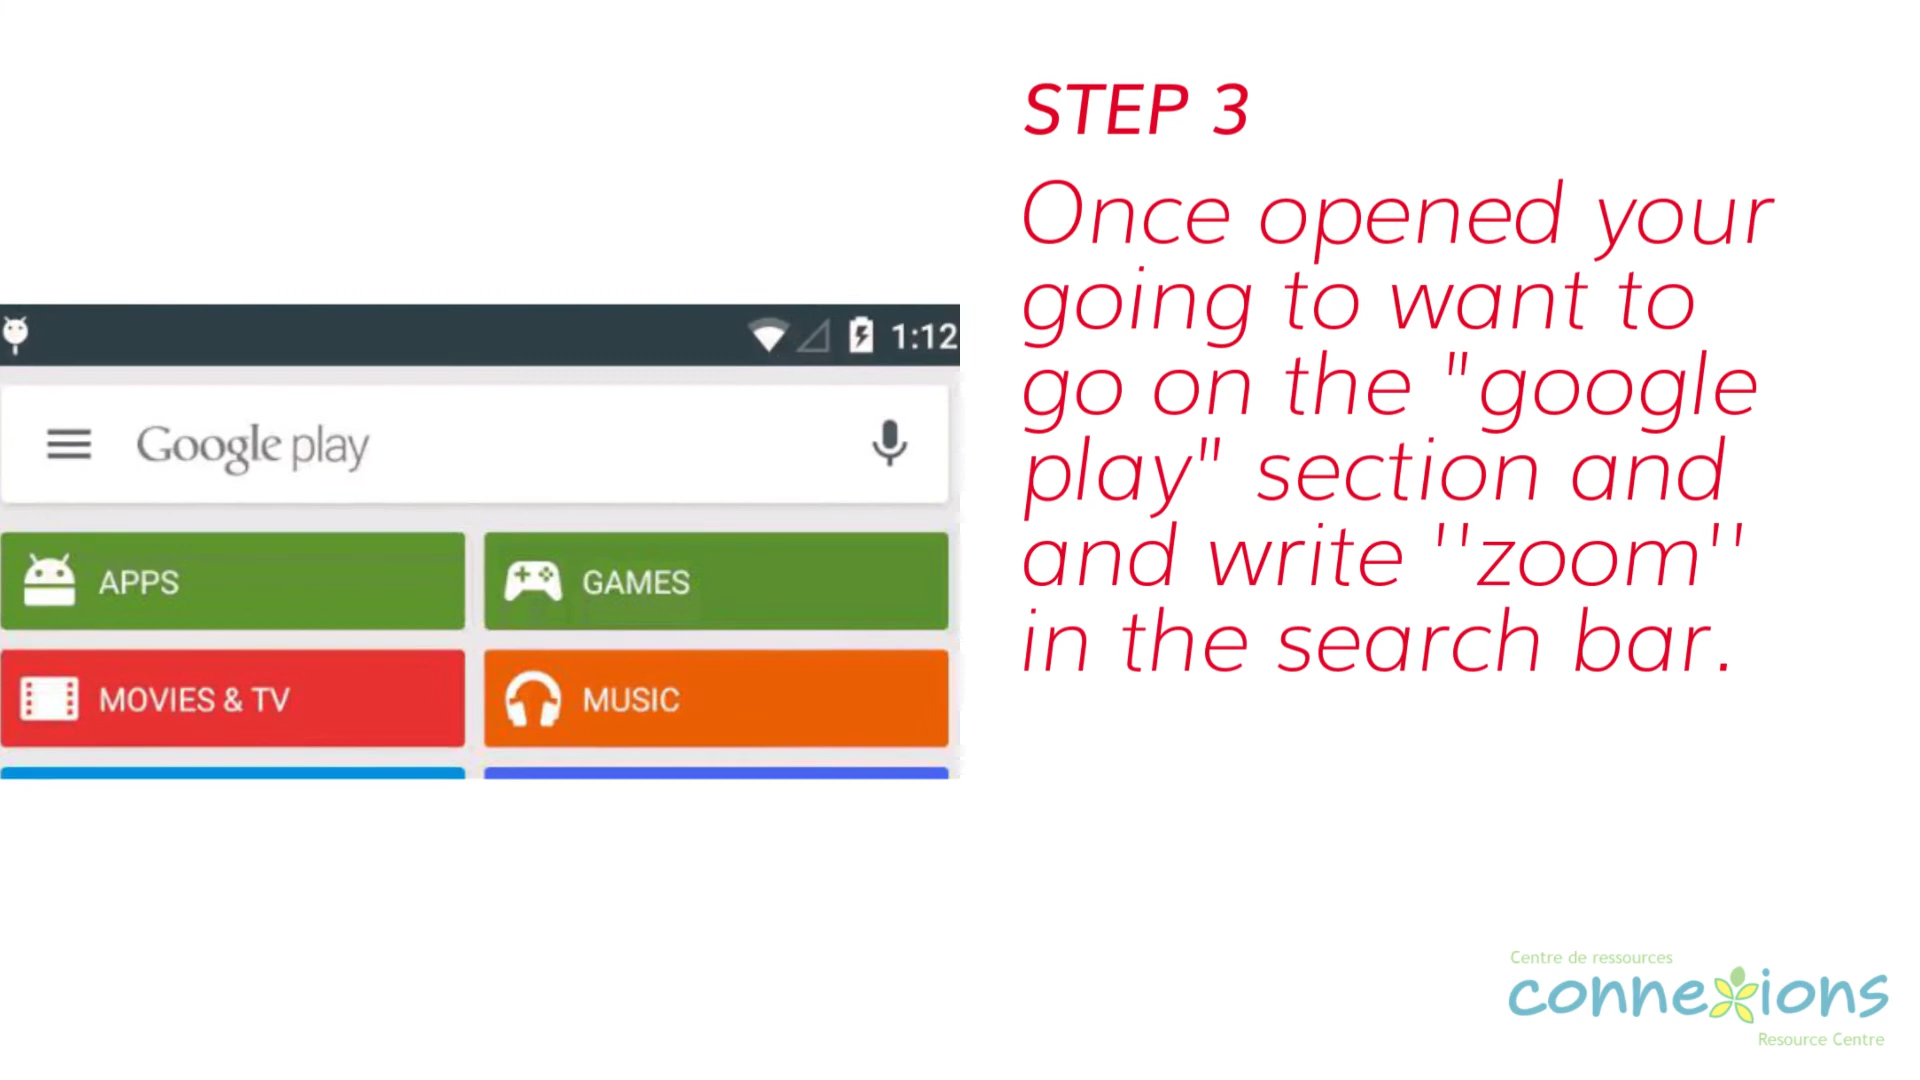 1:12
Google play
APPS
GAMES
MOVIES & TV
MUSIC
STEP 3
Once opened your
going to want to
go on the "google
play" section and
and write ''zoom''
in the search bar.
Centre de ressources
connexions
Resource Centre